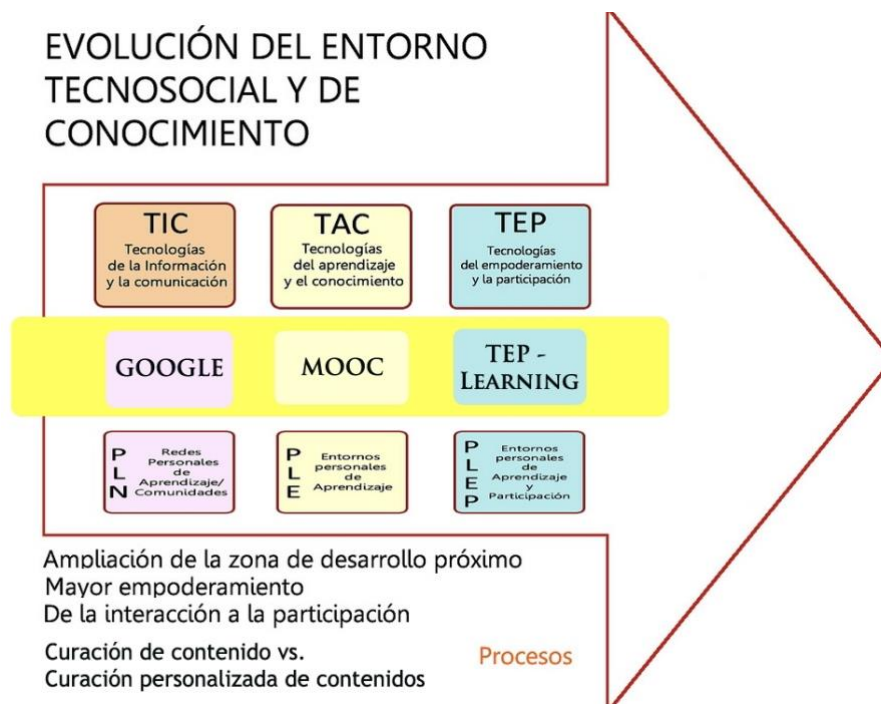 EVOLUCIÓN DEL ENTORNO
TECNOSOCIAL Y DE
CONOCIMIENTO
TIC
Tecnologías
de la Información
y la comunicación
TAC
Tecnologías
del aprendizaje
y el conocimiento
TEP
Tecnologías
del empoderamiento
y la participación
GOOGLE
MOOC
TEP -
LEARNING
PLN
Redes
Personales
de
Aprendizaje/
Comunidades
PLE
Entornos
personales
de
Aprendizaje
PLEP
Entornos
personales de
Aprendizaje
y
Participación
Ampliación de la zona de desarrollo próximo
Mayor empoderamiento
De la interacción a la participación
Curación de contenido vs.
Curación personalizada de contenidos
Procesos